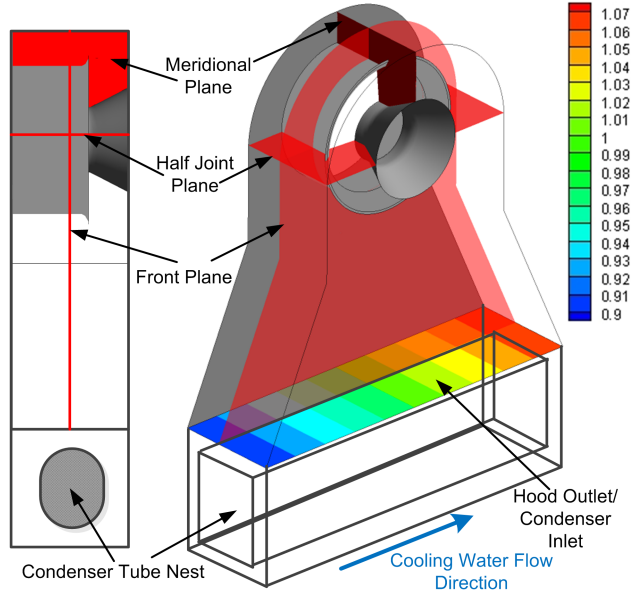 Meridional
Plane
Half Joint
Plane
Front Plane
Condenser Tube Nest
Hood Outlet/
Condenser
Inlet
Cooling Water Flow
Direction
1.07
1.06
1.05
1.04
1.03
1.02
1.01
1
0.99
0.98
0.97
0.96
0.95
0.94
0.93
0.92
0.91
0.9